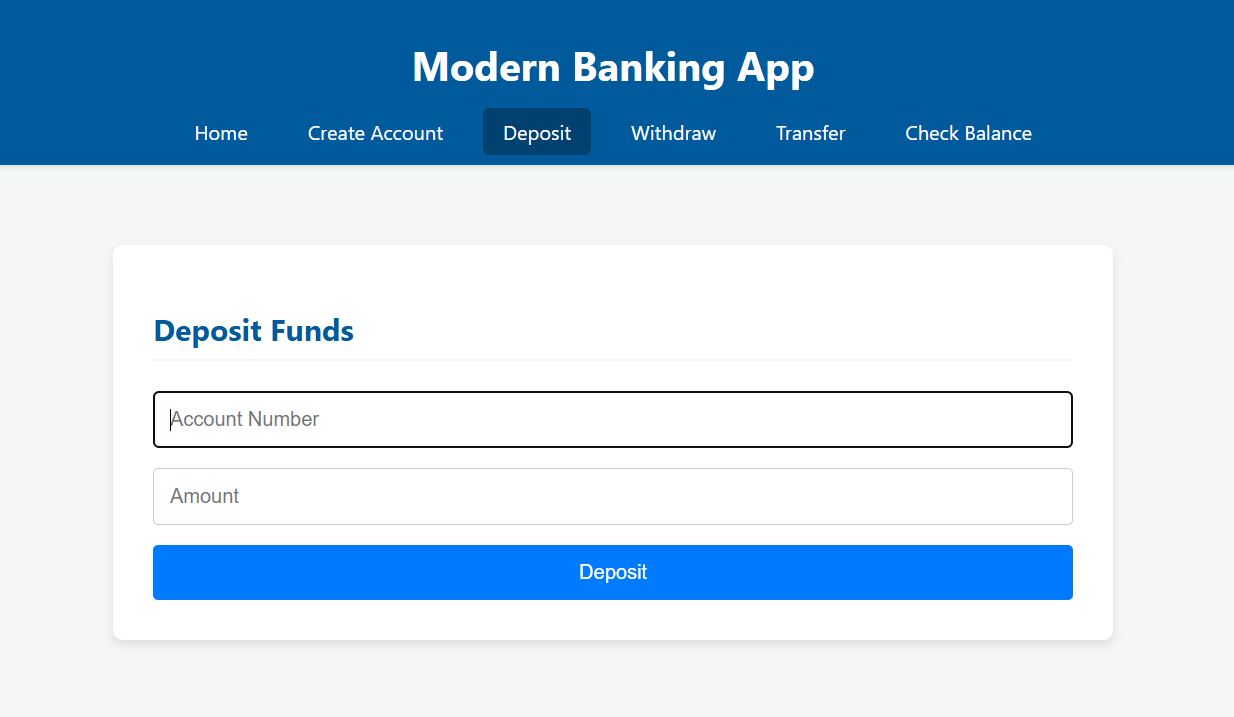 Modern Banking App
Home Create Account Deposit Withdraw Transfer Check Balance
Deposit Funds
Account Number
Amount
Deposit